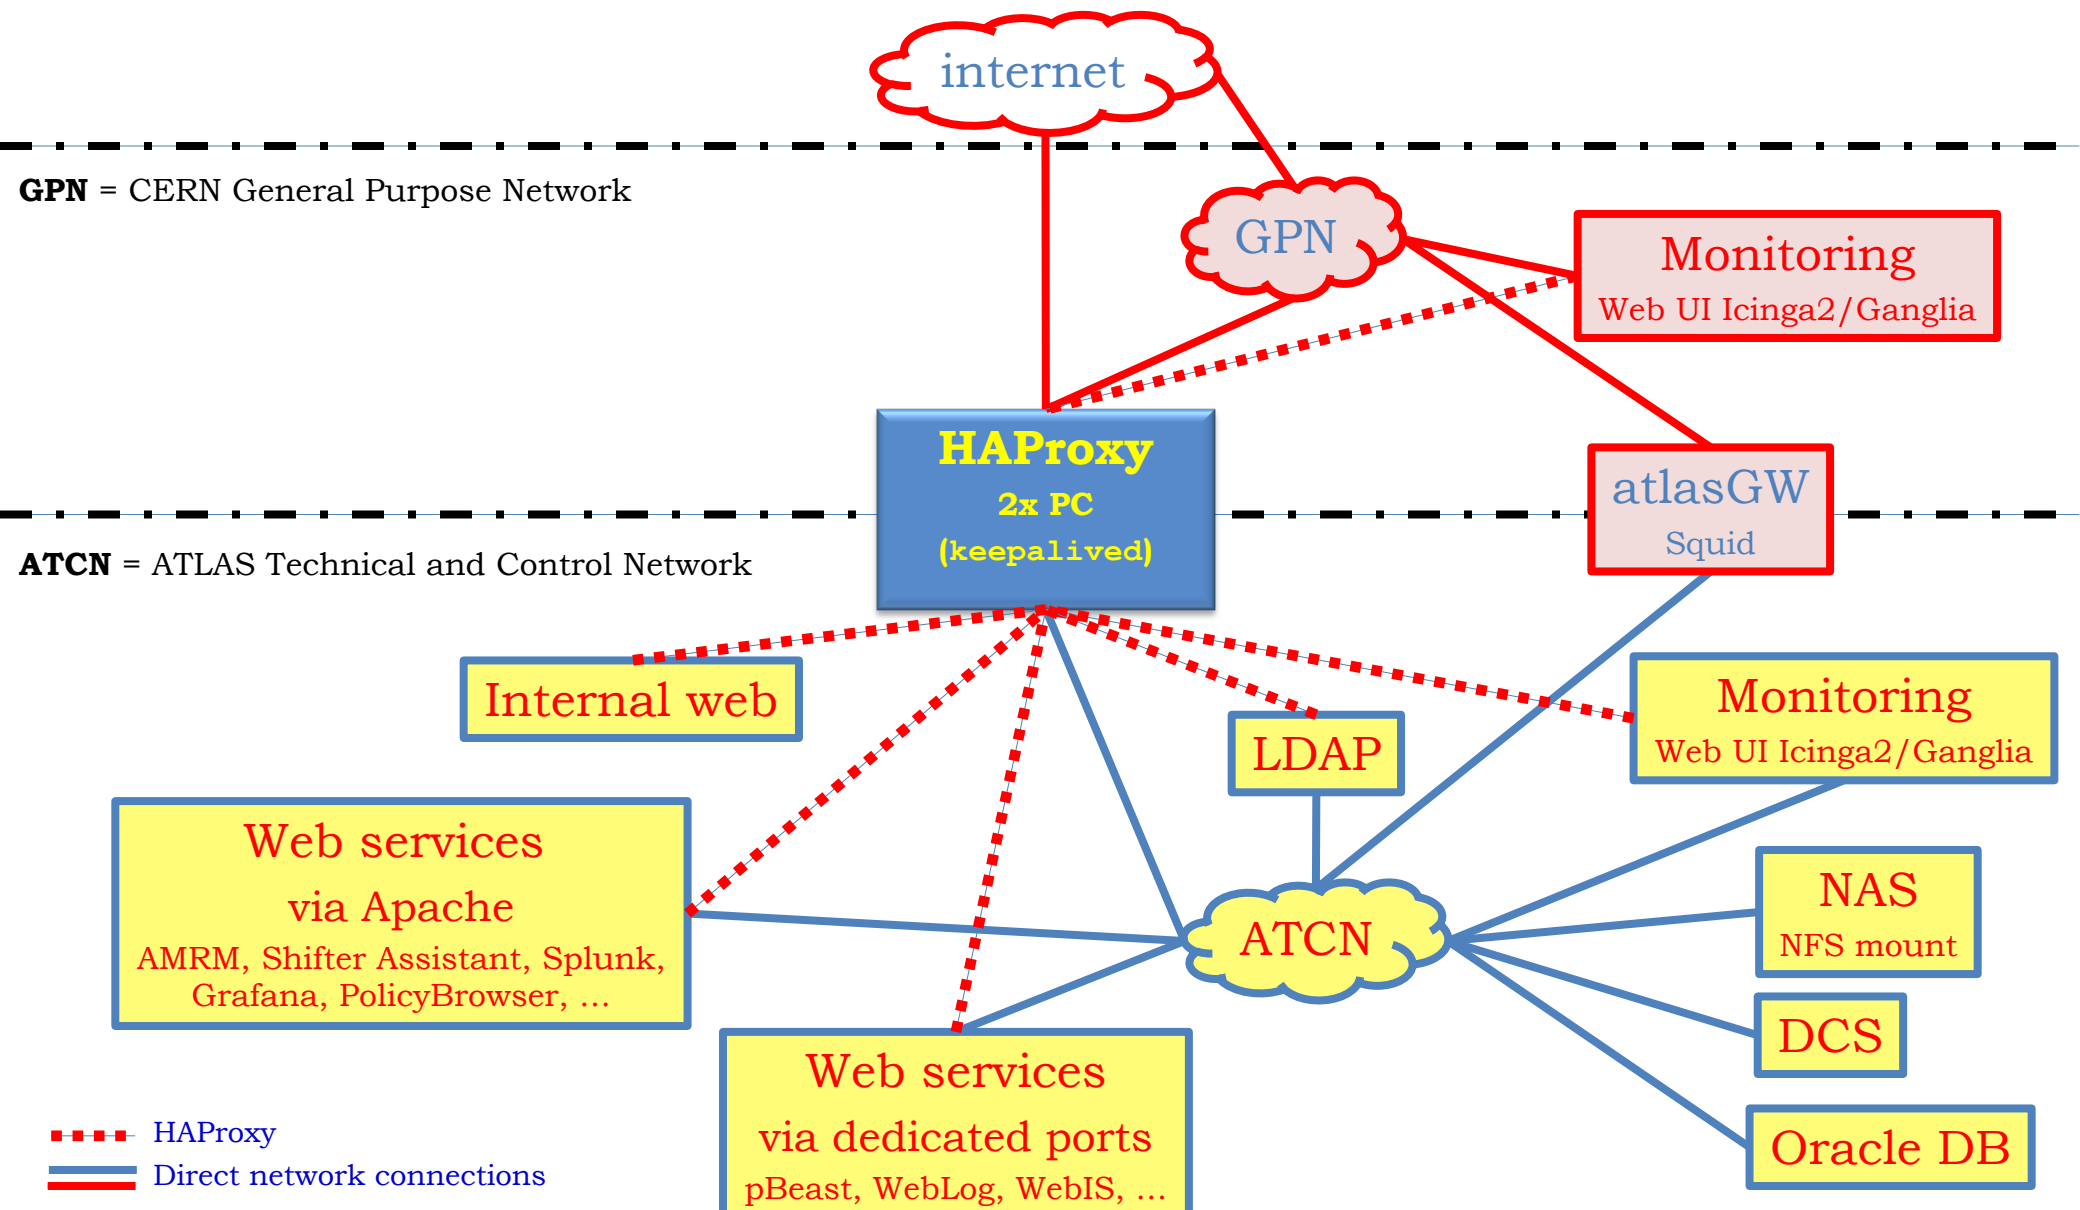 internet
GPN = CERN General Purpose Network
GPN
Monitoring
Web UI Icinga2/Ganglia
HAProxy
2x PC
(keepalived)
atlasGW
Squid
ATCN = ATLAS Technical and Control Network
Internal web
LDAP
Monitoring
Web UI Icinga2/Ganglia
Web services
via Apache
AMRM, Shifter Assistant, Splunk,
Grafana, PolicyBrowser, ...
ATCN
NAS
NFS mount
DCS
Web services
via dedicated ports
pBeast, WebLog, WebIS, ...
Oracle DB
HAProxy
Direct network connections